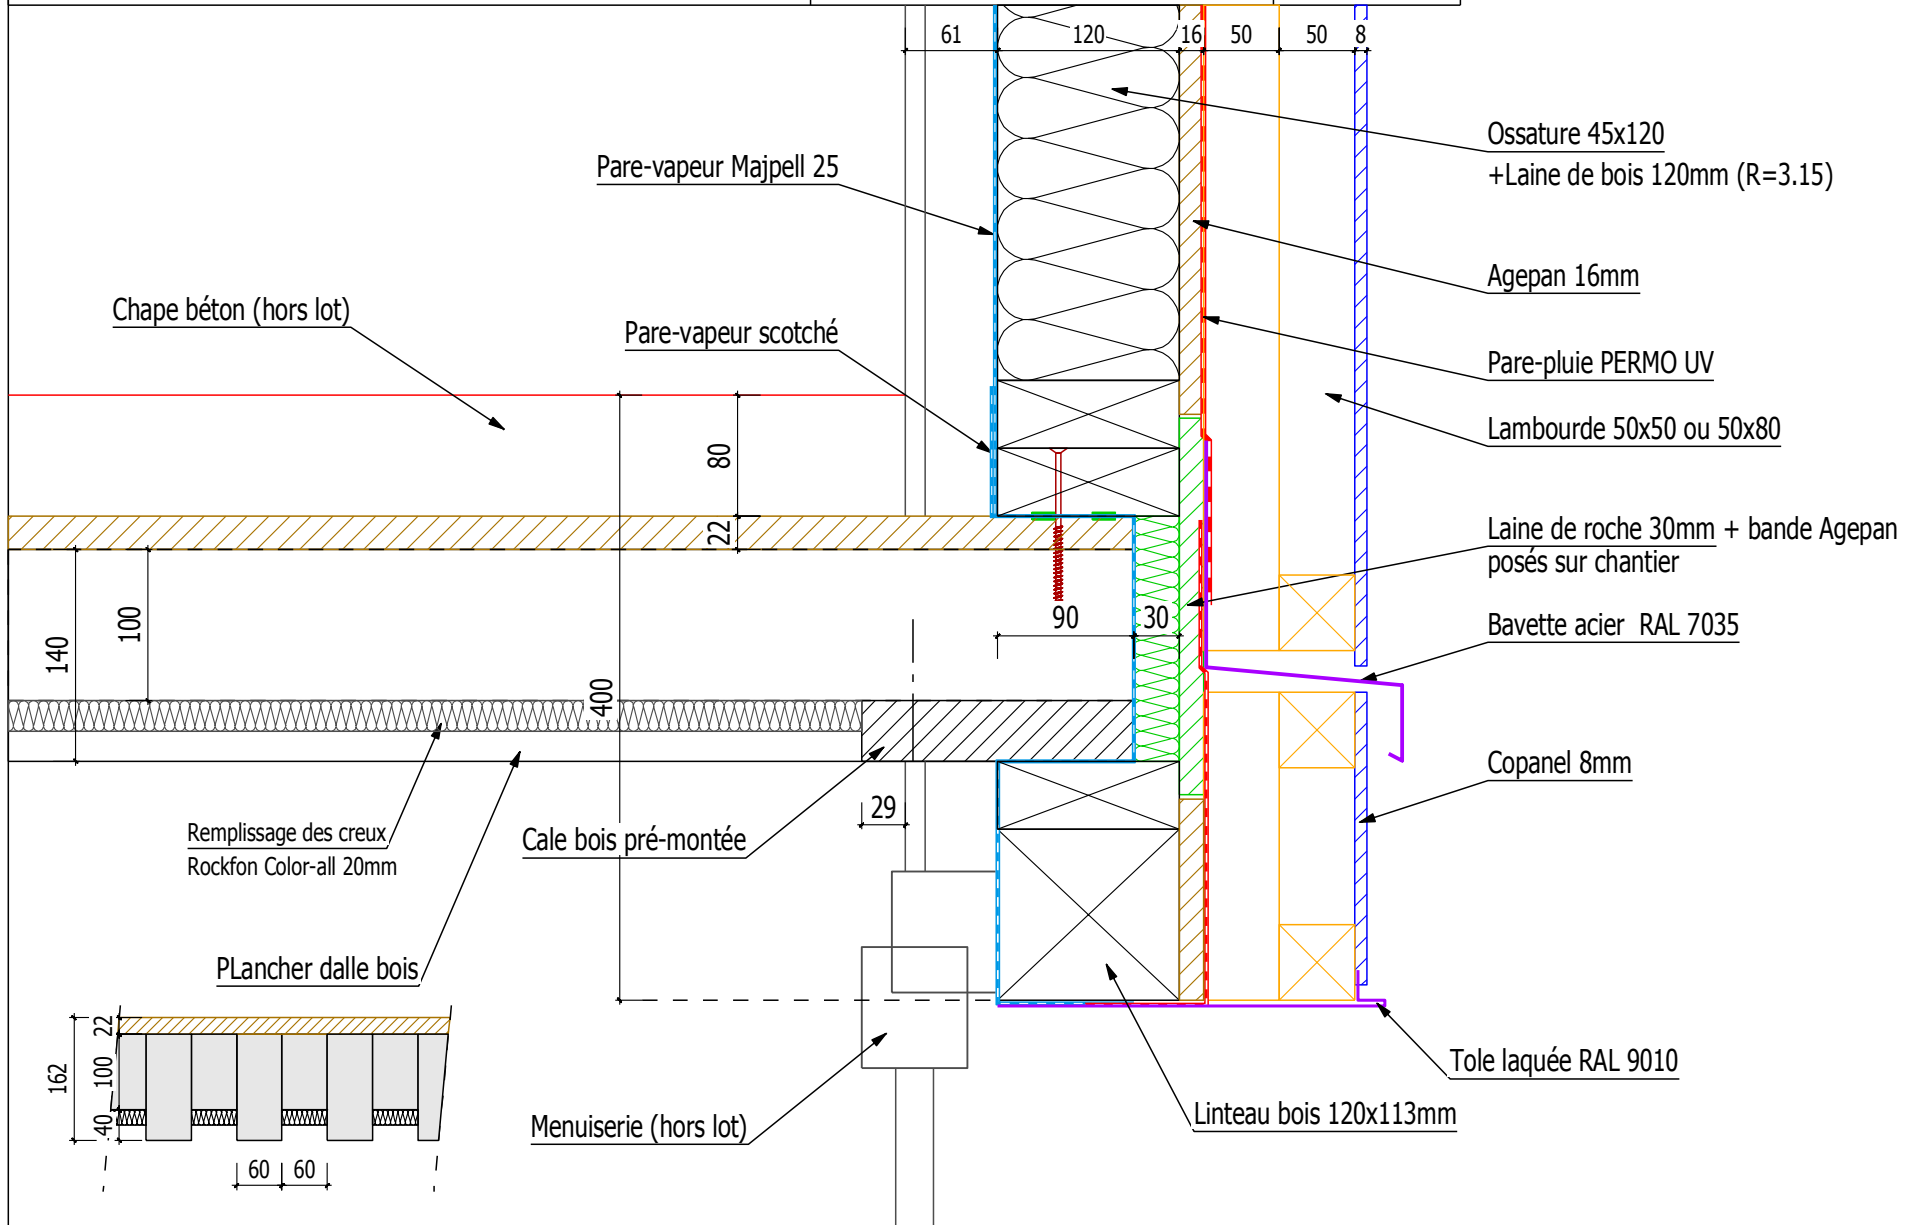 61
120
16
50
50
8
Ossature 45x120
+Laine de bois 120mm (R=3.15)
Pare-vapeur Majpell 25
Agepan 16mm
Chape béton (hors lot)
Pare-vapeur scotché
Pare-pluie PERMO UV
Lambourde 50x50 ou 50x80
80
22
Laine de roche 30mm + bande Agepan
posés sur chantier
90
30
100
140
400
Bavette acier RAL 7035
Copanel 8mm
29
Remplissage des creux
Rockfon Color-all 20mm
Cale bois pré-montée
PLancher dalle bois
22
100
40
162
60
60
Menuiserie (hors lot)
Linteau bois 120x113mm
Tole laquée RAL 9010